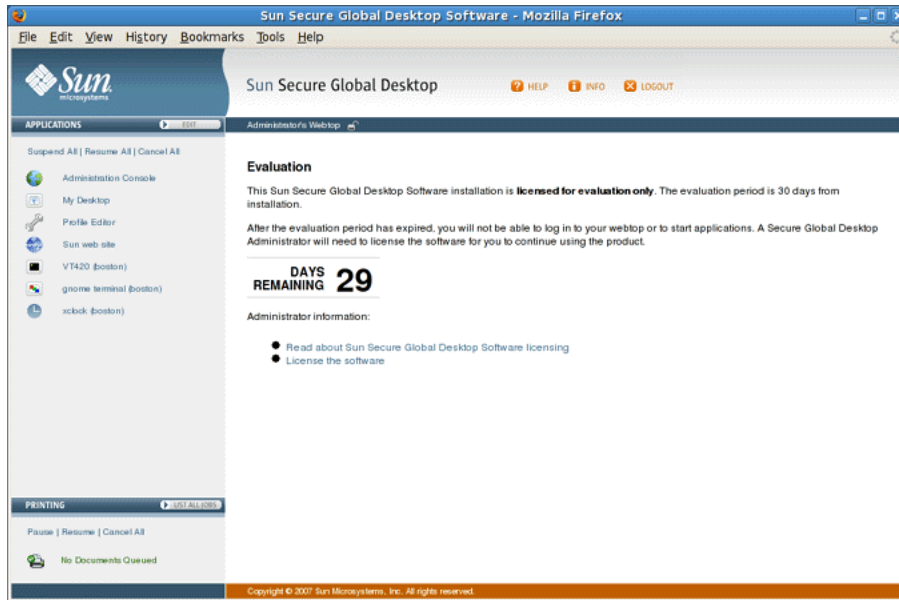 Sun Secure Global Desktop Software - Mozilla Firefox
File Edit View History Bookmarks Tools Help
Sun
microsystems
Sun Secure Global Desktop
? HELP
i INFO
X LOGOUT
APPLICATIONS
EDIT
Administrator's Webtop
Suspend All | Resume All | Cancel All
Administration Console
My Desktop
Profile Editor
Sun web site
VT420 (boston)
gnome terminal (boston)
xclock (boston)
Evaluation
This Sun Secure Global Desktop Software installation is licensed for evaluation only. The evaluation period is 30 days from
installation.
After the evaluation period has expired, you will not be able to log in to your webtop or to start applications. A Secure Global Desktop
Administrator will need to license the software for you to continue using the product.
DAYS
REMAINING 29
Administrator information:
Read about Sun Secure Global Desktop Software licensing
License the software
PRINTING
LIST ALL JOBS
Pause | Resume | Cancel All
No Documents Queued
Copyright © 2007 Sun Microsystems, Inc. All rights reserved.